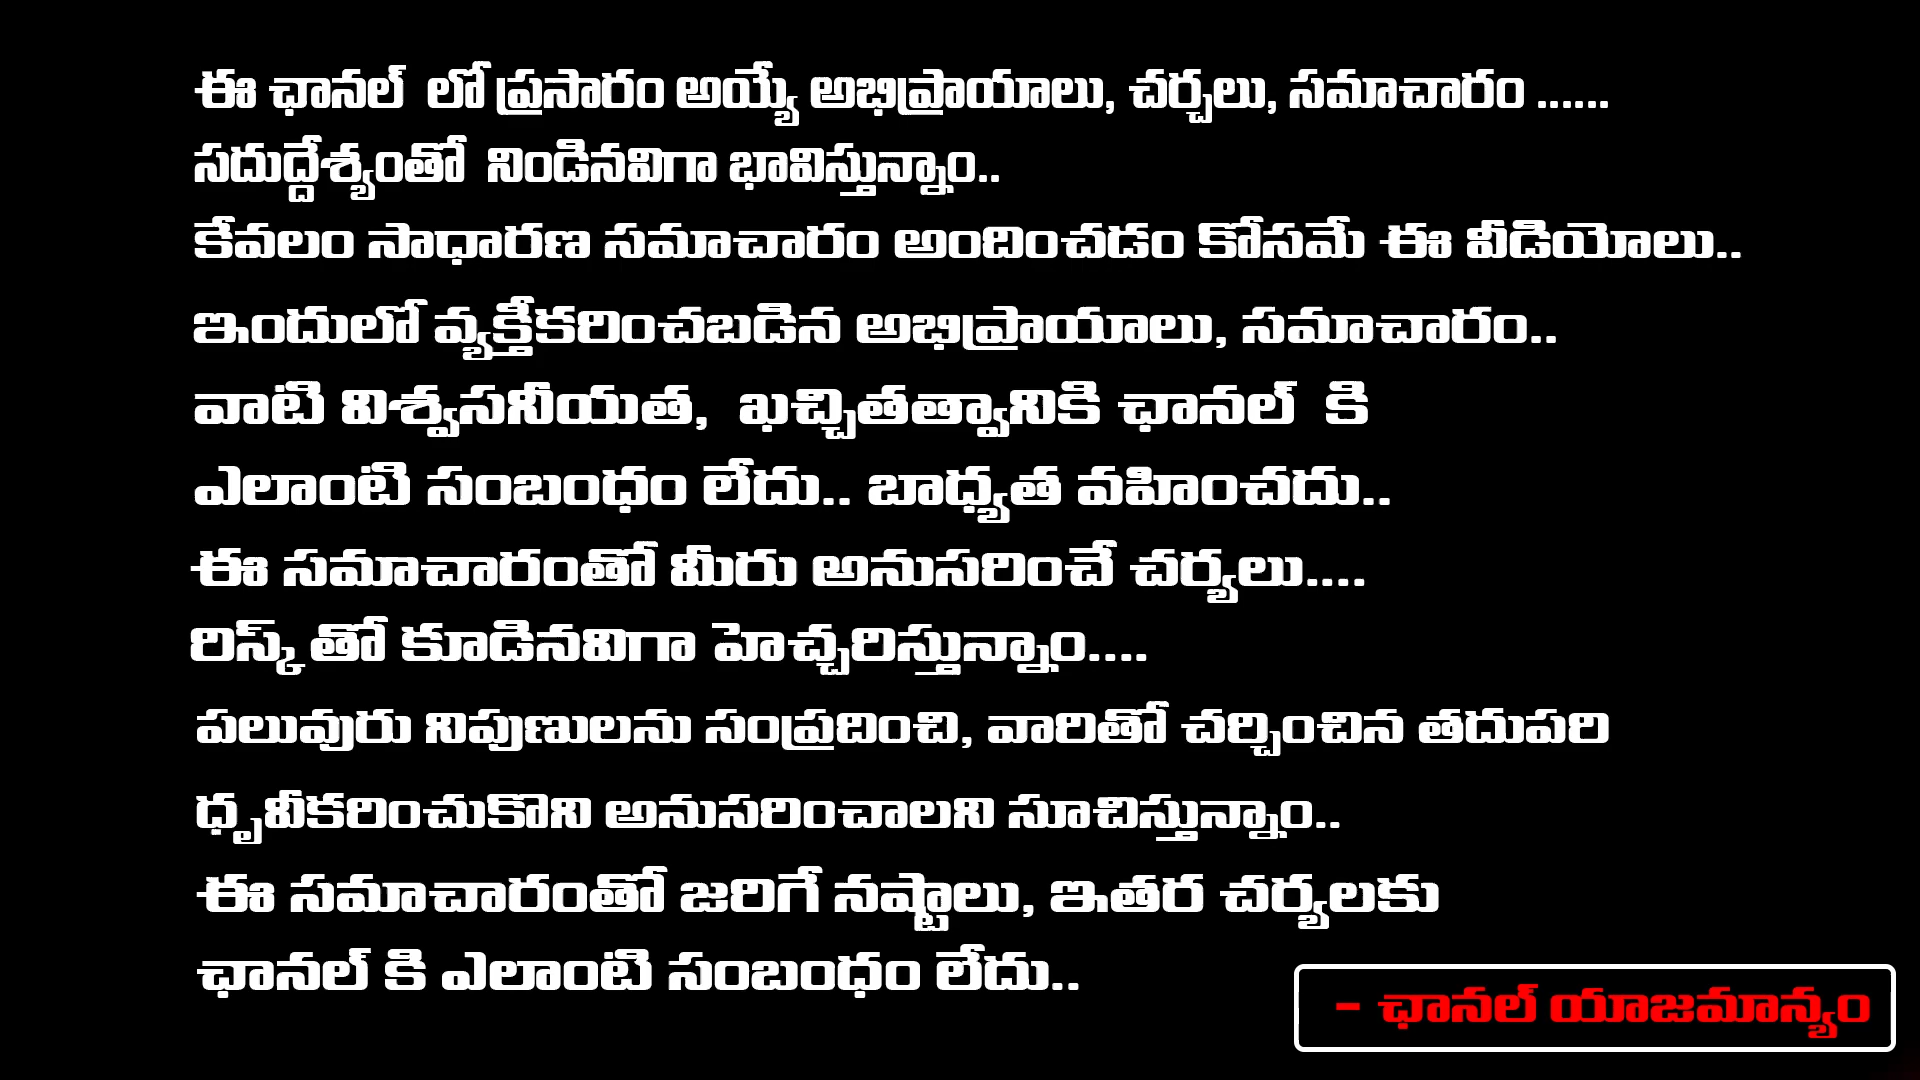 ఈ ఛానల్ లో ప్రసారం అయ్యే అభిప్రాయాలు, చర్చలు, సమాచారం ......
సదుద్దేశ్యంతో నిండినవిగా భావిస్తున్నాం..
కేవలం సాధారణ సమాచారం అందించడం కోసమే ఈ వీడియోలు..
ఇందులో వ్యక్తీకరించబడిన అభిప్రాయాలు, సమాచారం..
వాటి విశ్వసనీయత, ఖచ్చితత్వానికి ఛానల్ కి
ఎలాంటి సంబంధం లేదు.. బాధ్యత వహించదు..
ఈ సమాచారంతో మీరు అనుసరించే చర్యలు....
రిస్క్ తో కూడినవిగా హెచ్చరిస్తున్నాం....
పలువురు నిపుణులను సంప్రదించి, వారితో చర్చించిన తదుపరి
ధృవీకరించుకొని అనుసరించాలని సూచిస్తున్నాం..
ఈ సమాచారంతో జరిగే నష్టాలు, ఇతర చర్యలకు
ఛానల్ కి ఎలాంటి సంబంధం లేదు..
- ఛానల్ యాజమాన్యం